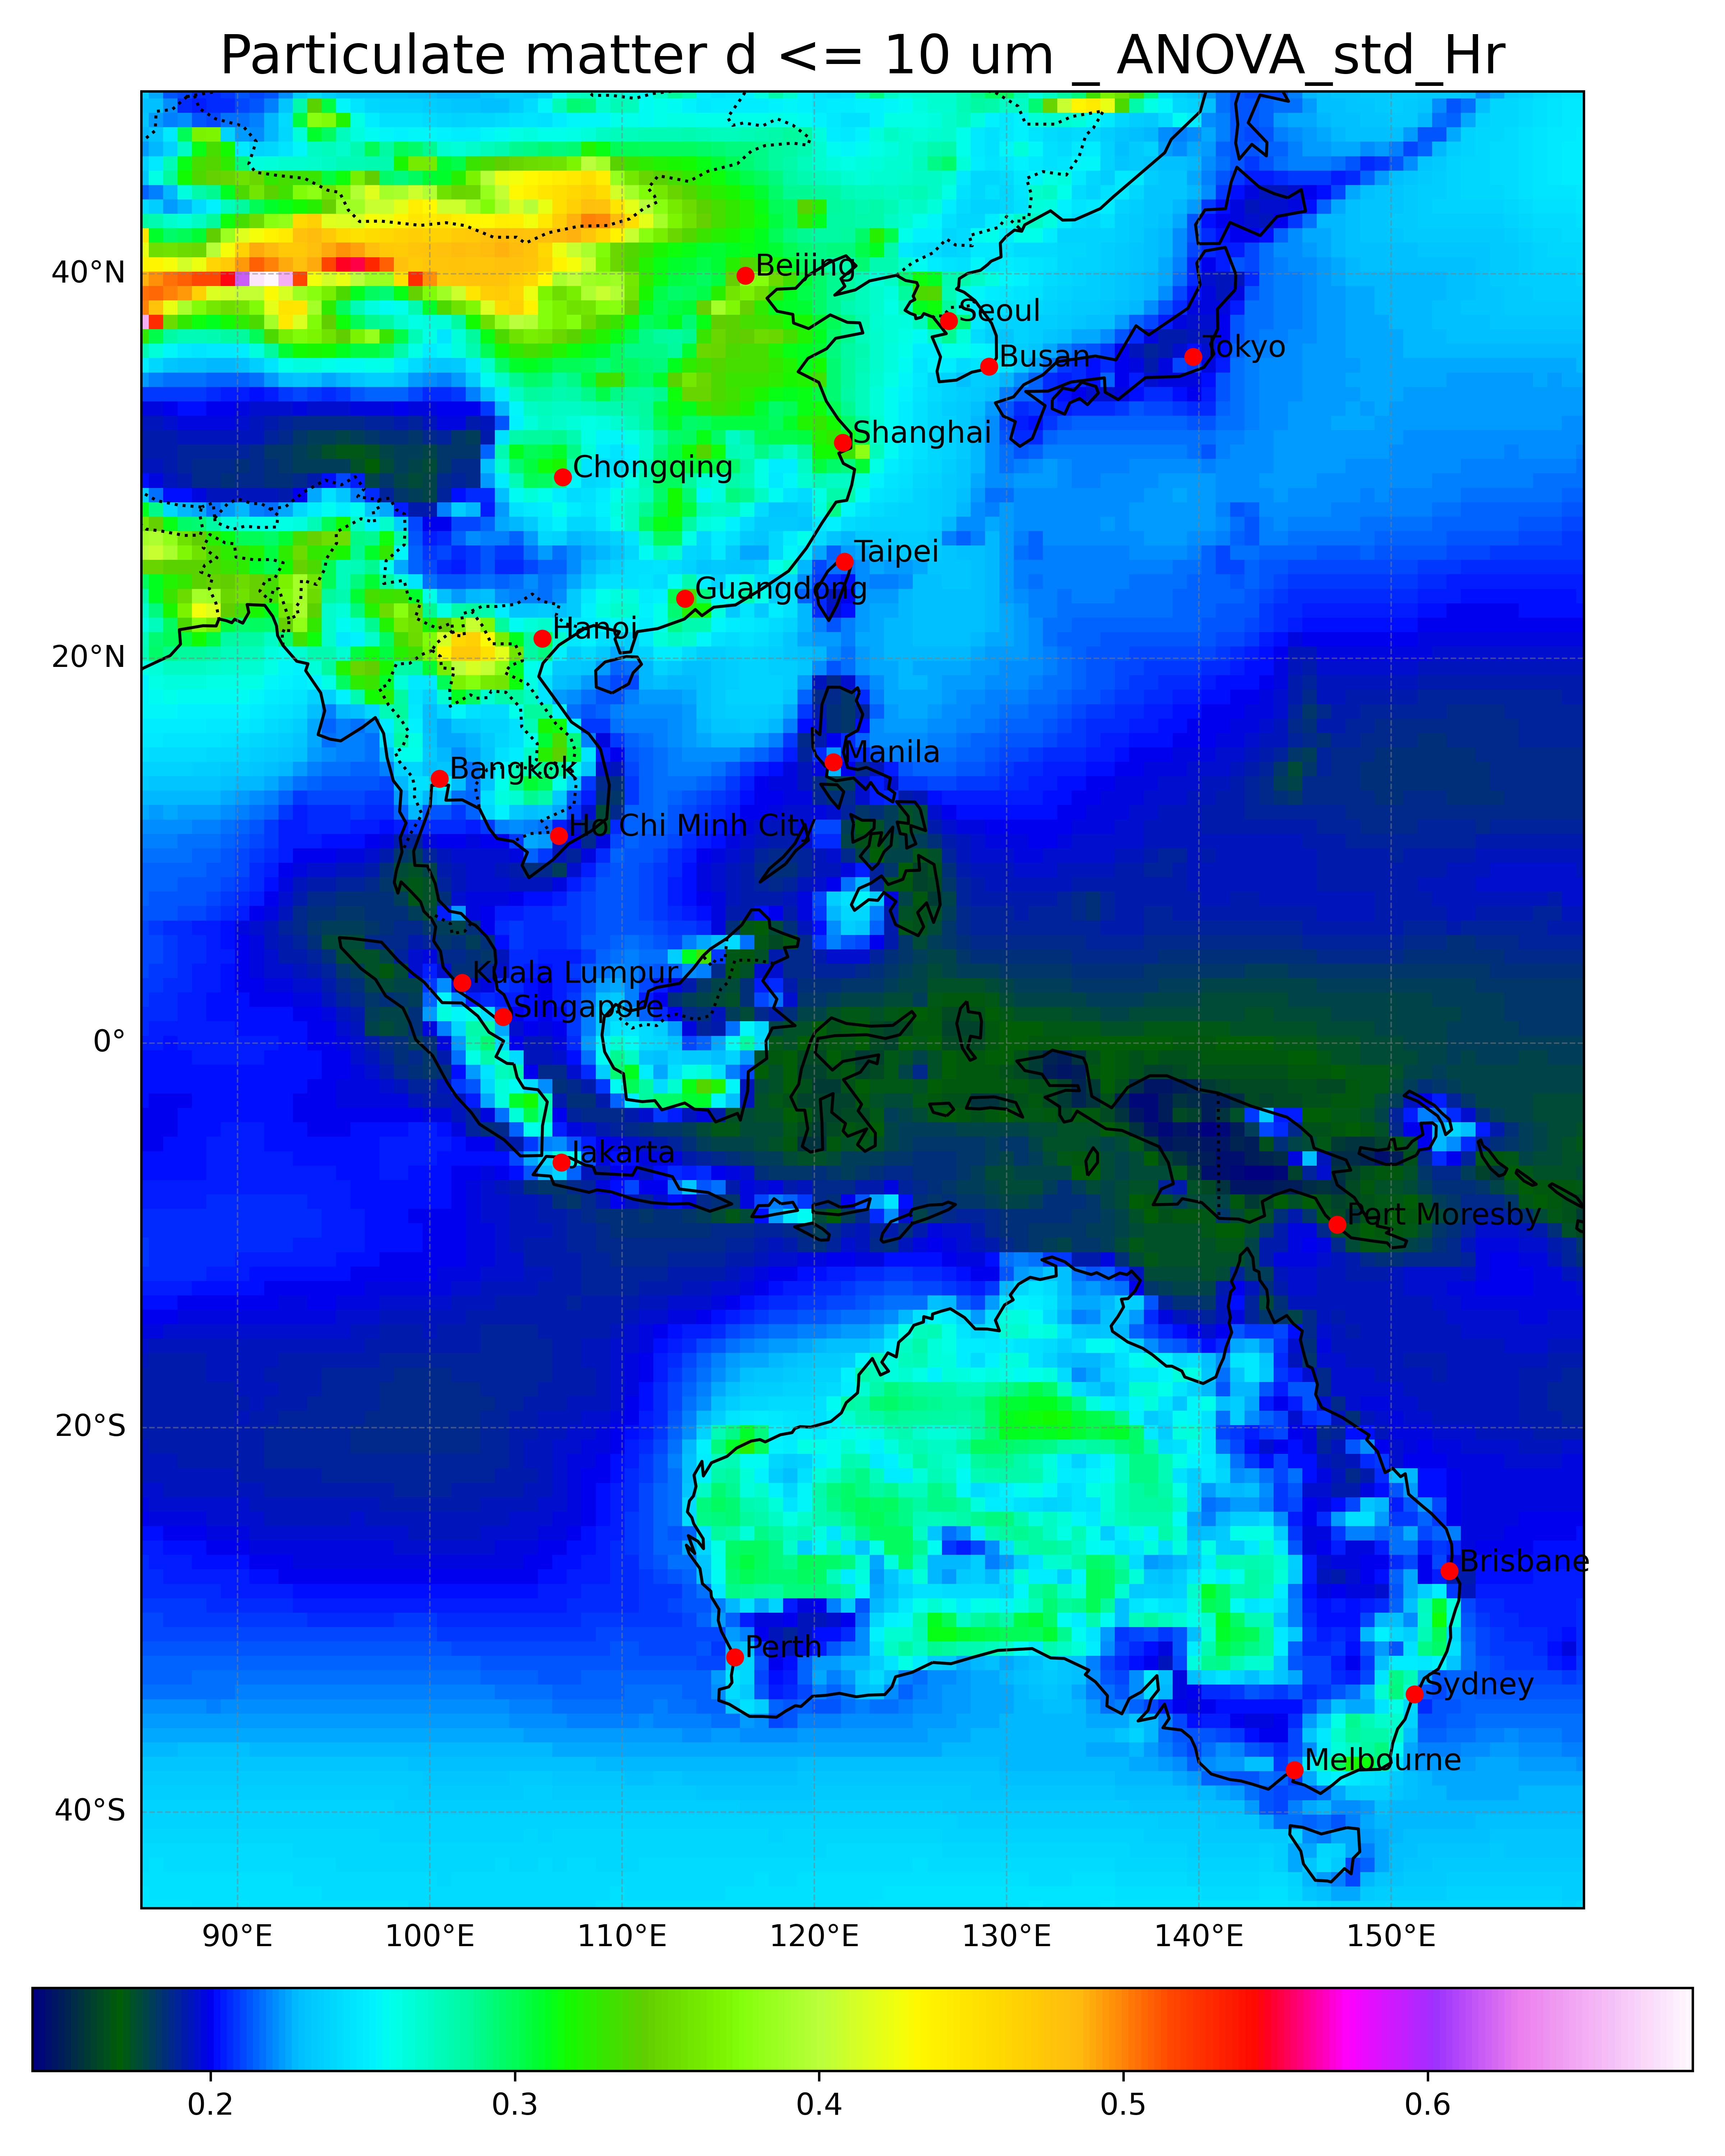 Particulate matter d <= 10 um _ ANOVA_std_Hr
40°N
20°N
0°
20°S
40°S
Beijing
Seoul
Busan
Tokyo
Shanghai
Chongqing
Taipei
Guangdong
Hanoi
Manila
Bangkok
Ho Chi Minh City
Kuala Lumpur
Singapore
Jakarta
Port Moresby
Brisbane
Perth
Sydney
Melbourne
90°E 100°E 110°E 120°E 130°E 140°E 150°E
0.2 0.3 0.4 0.5 0.6